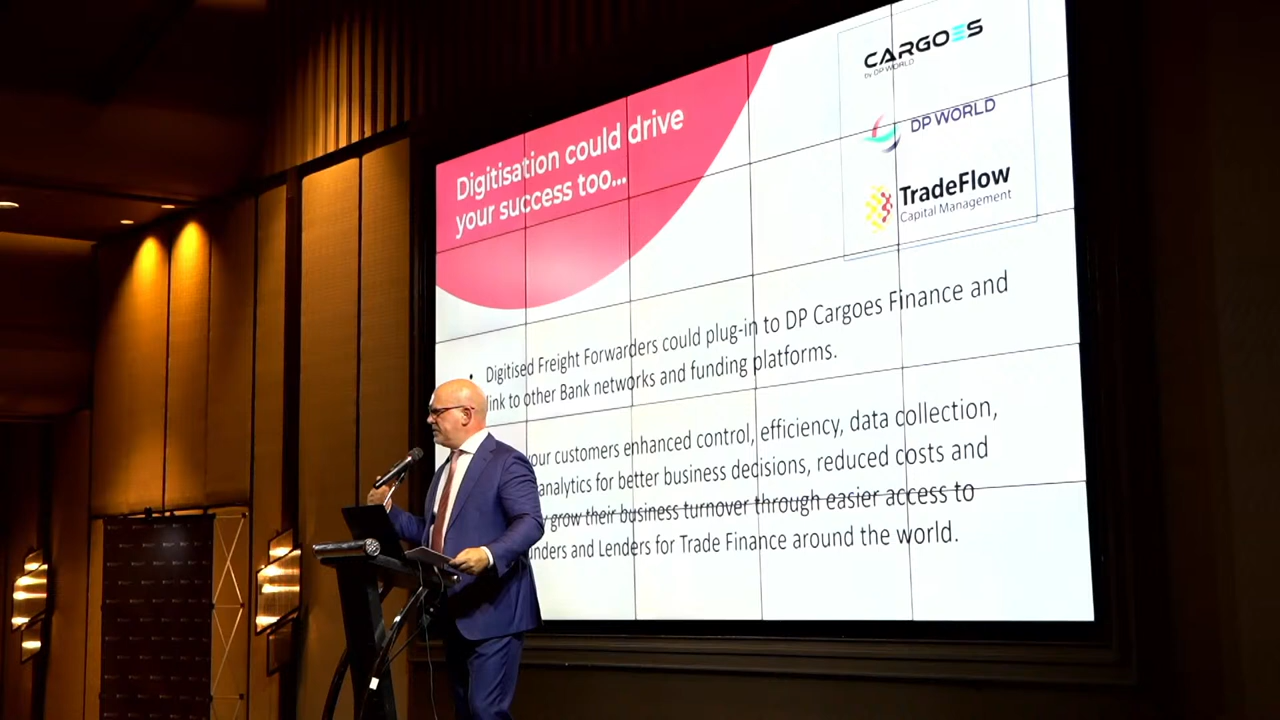 Digitisation could drive
your success too...
CARGOES
by DP WORLD
DP WORLD
TradeFlow
Capital Management
• Digitised Freight Forwarders could plug-in to DP Cargoes Finance and
link to other Bank networks and funding platforms.
your customers enhanced control, efficiency, data collection,
analytics for better business decisions, reduced costs and
grow their business turnover through easier access to
and Lenders for Trade Finance around the world.